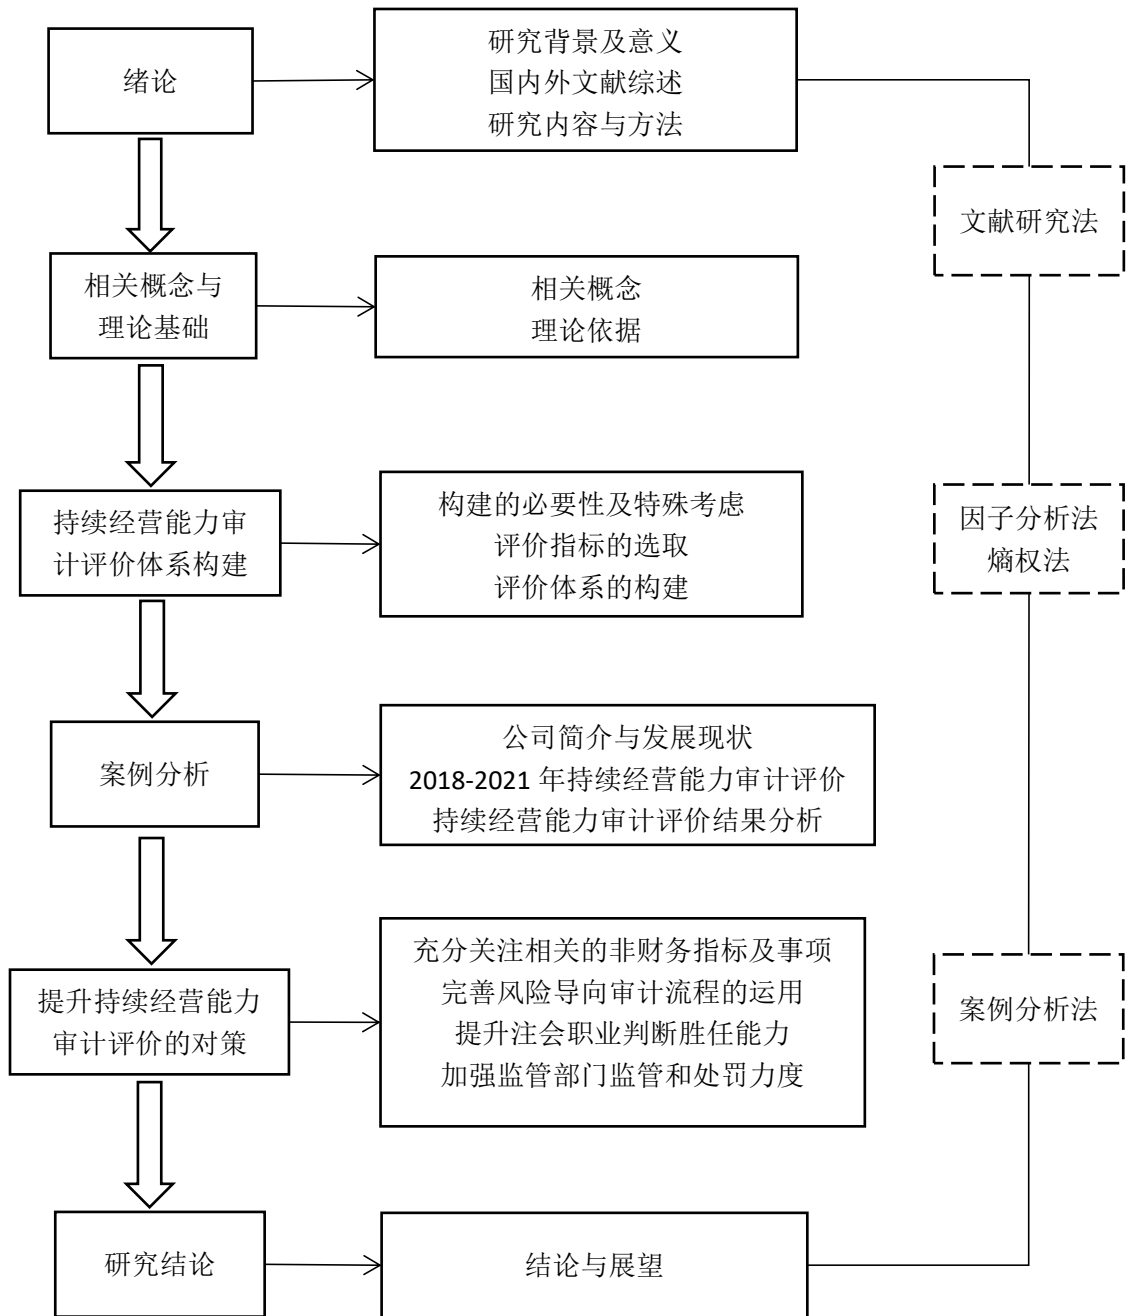 绪论
研究背景及意义
国内外文献综述
研究内容与方法
文献研究法
相关概念与
理论基础
相关概念
理论依据
持续经营能力审
计评价体系构建
构建的必要性及特殊考虑
评价指标的选取
评价体系的构建
因子分析法
熵权法
案例分析
公司简介与发展现状
2018-2021 年持续经营能力审计评价
持续经营能力审计评价结果分析
提升持续经营能力
审计评价的对策
充分关注相关的非财务指标及事项
完善风险导向审计流程的运用
提升注会职业判断胜任能力
加强监管部门监管和处罚力度
案例分析法
研究结论
结论与展望